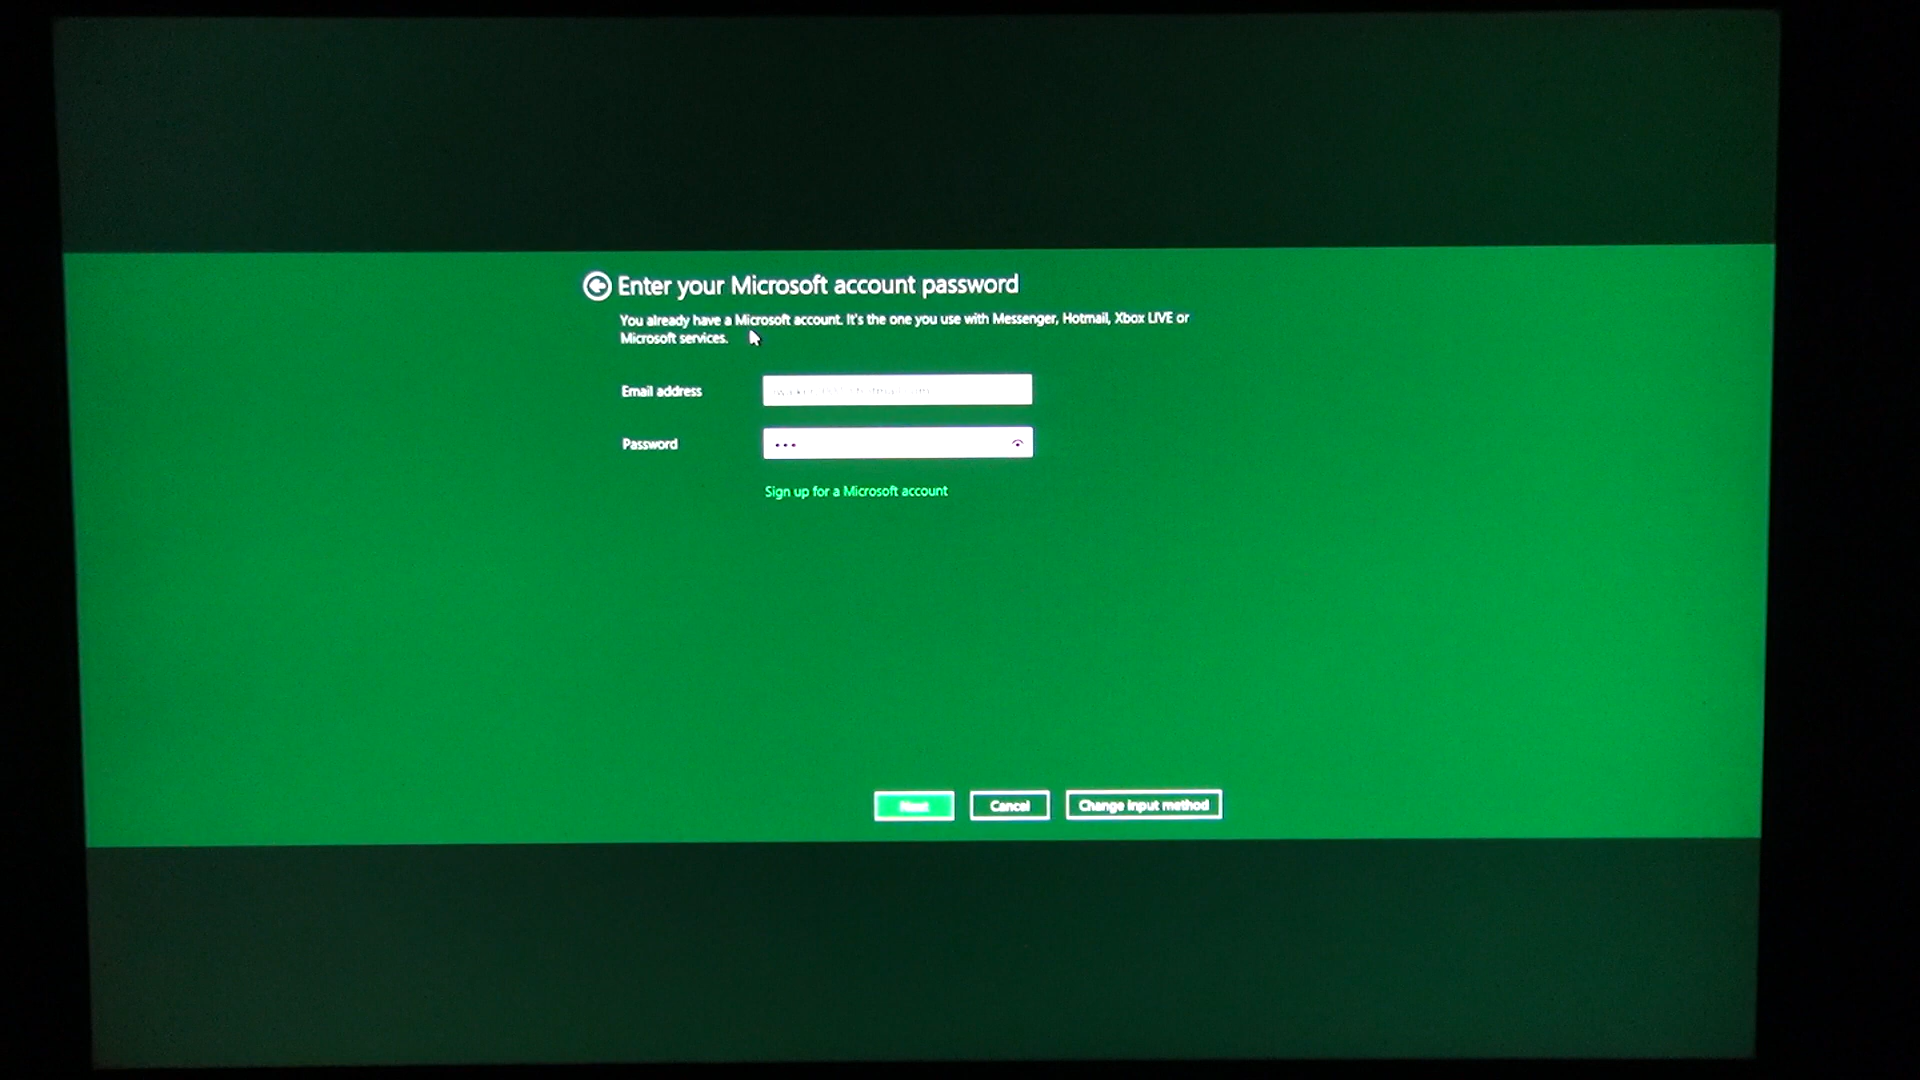 Enter your Microsoft account password
You already have a Microsoft account. It's the one you use with Messenger, Hotmail, Xbox LIVE or
Microsoft services.
Email address
Password
Sign up for a Microsoft account
Next Cancel Change input method